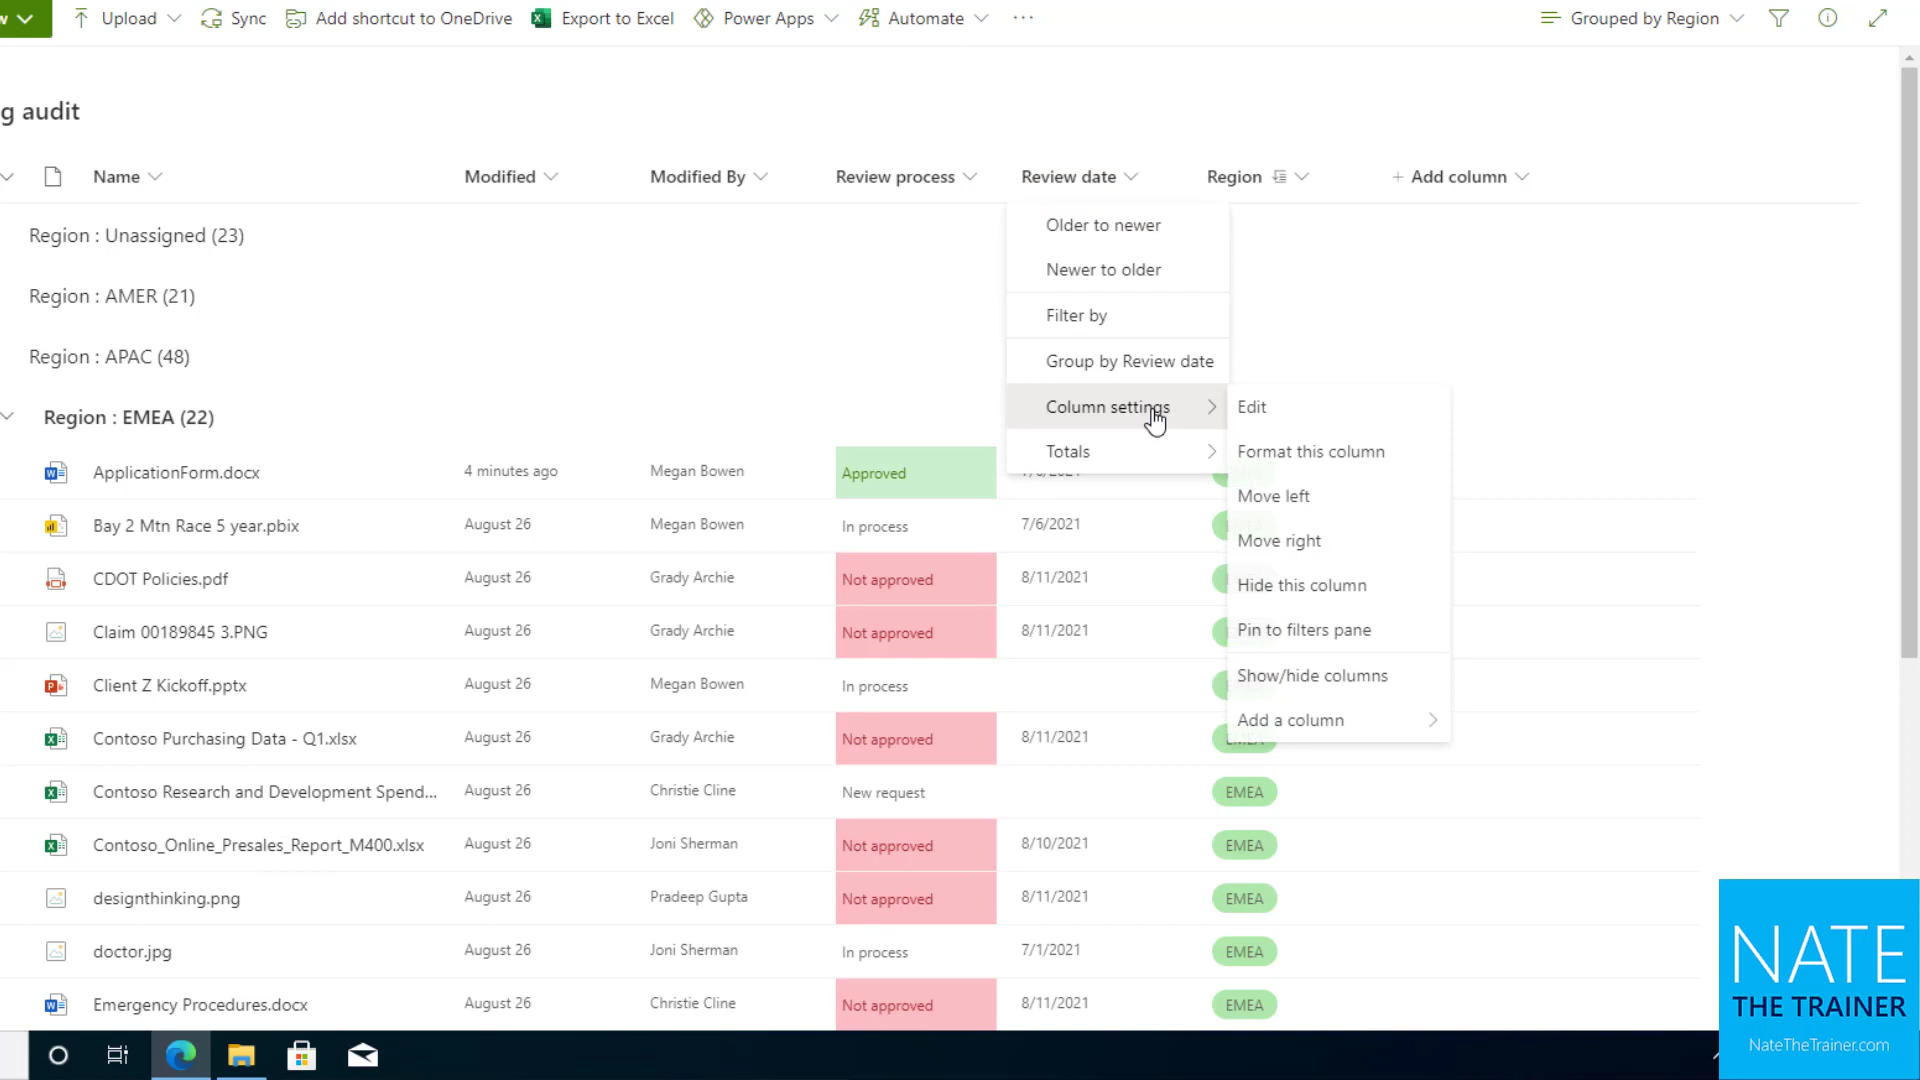 Upload Sync Add shortcut to OneDrive Export to Excel Power Apps Automate ··· Grouped by Region
g audit
Name Modified Modified By Review process Review date Region + Add column
Region : Unassigned (23)
Region : AMER (21)
Region : APAC (48)
Region : EMEA (22)
Older to newer
Newer to older
Filter by
Group by Review date
Column settings
Totals
Edit
Format this column
Move left
Move right
Hide this column
Pin to filters pane
Show/hide columns
Add a column
ApplicationForm.docx 4 minutes ago Megan Bowen Approved
Bay 2 Mtn Race 5 year.pbix August 26 Megan Bowen In process 7/6/2021
CDOT Policies.pdf August 26 Grady Archie Not approved 8/11/2021
Claim 00189845 3.PNG August 26 Grady Archie Not approved 8/11/2021
Client Z Kickoff.pptx August 26 Megan Bowen In process
Contoso Purchasing Data - Q1.xlsx August 26 Grady Archie Not approved 8/11/2021 EMEA
Contoso Research and Development Spend... August 26 Christie Cline New request EMEA
Contoso_Online_Presales_Report_M400.xlsx August 26 Joni Sherman Not approved 8/10/2021 EMEA
designthinking.png August 26 Pradeep Gupta Not approved 8/11/2021 EMEA
doctor.jpg August 26 Joni Sherman In process 7/1/2021 EMEA
Emergency Procedures.docx August 26 Christie Cline Not approved 8/11/2021 EMEA
NATE
THE TRAINER
NateTheTrainer.com